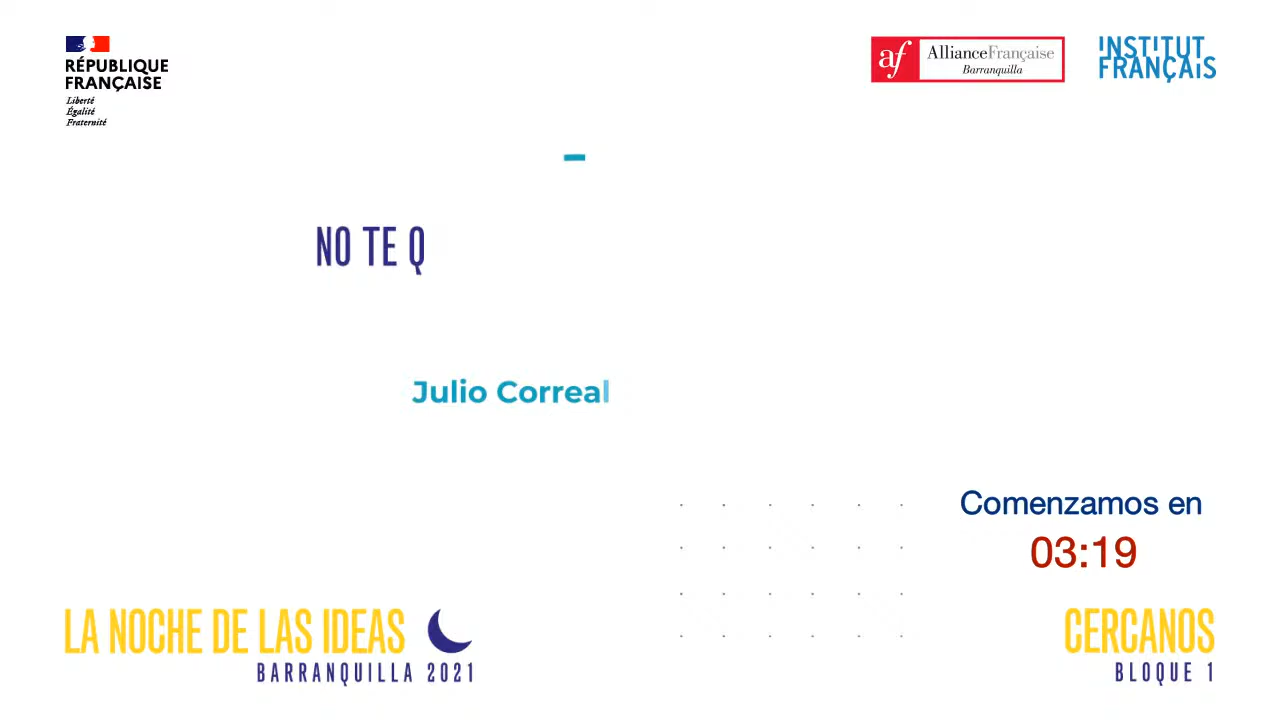 RÉPUBLIQUE
FRANÇAISE
Liberté
Égalité
Fraternité
af AllianceFrançaise
Barranquilla
INSTITUT
FRANÇAIS
NO TE Q
Julio Correal
Comenzamos en
03:19
LA NOCHE DE LAS IDEAS
BARRANQUILLA 2021
CERCANOS
BLOQUE 1